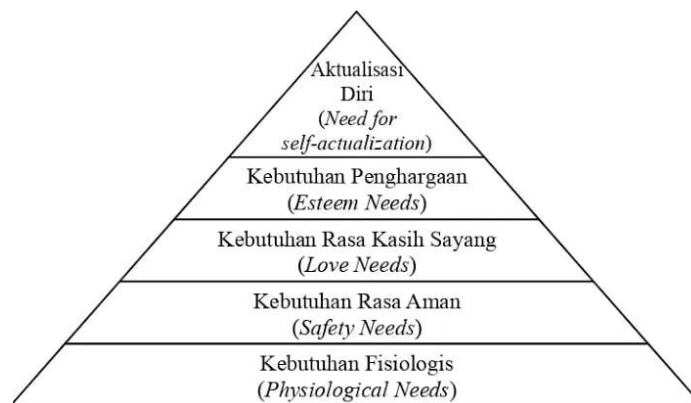 Aktualisasi
Diri
(Need for
self-actualization)
Kebutuhan Penghargaan
(Esteem Needs)
Kebutuhan Rasa Kasih Sayang
(Love Needs)
Kebutuhan Rasa Aman
(Safety Needs)
Kebutuhan Fisiologis
(Physiological Needs)